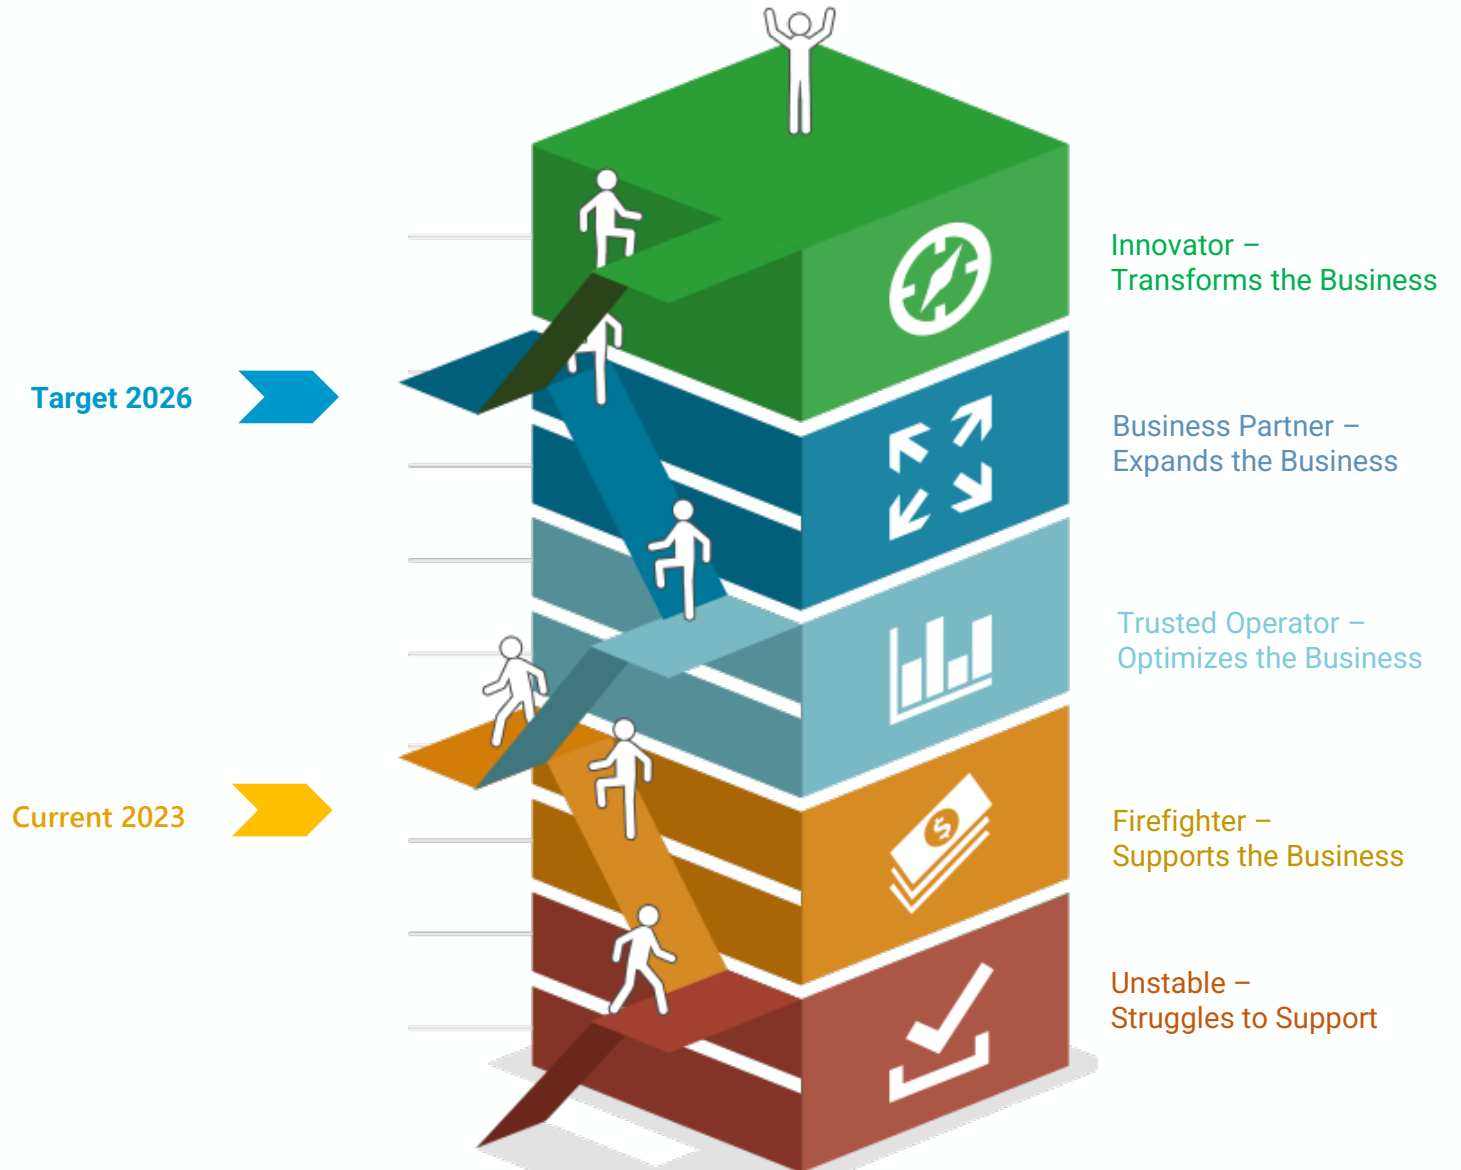 Innovator –
Transforms the Business
Target 2026
Business Partner –
Expands the Business
Trusted Operator –
Optimizes the Business
Current 2023
Firefighter –
Supports the Business
$
Unstable –
Struggles to Support